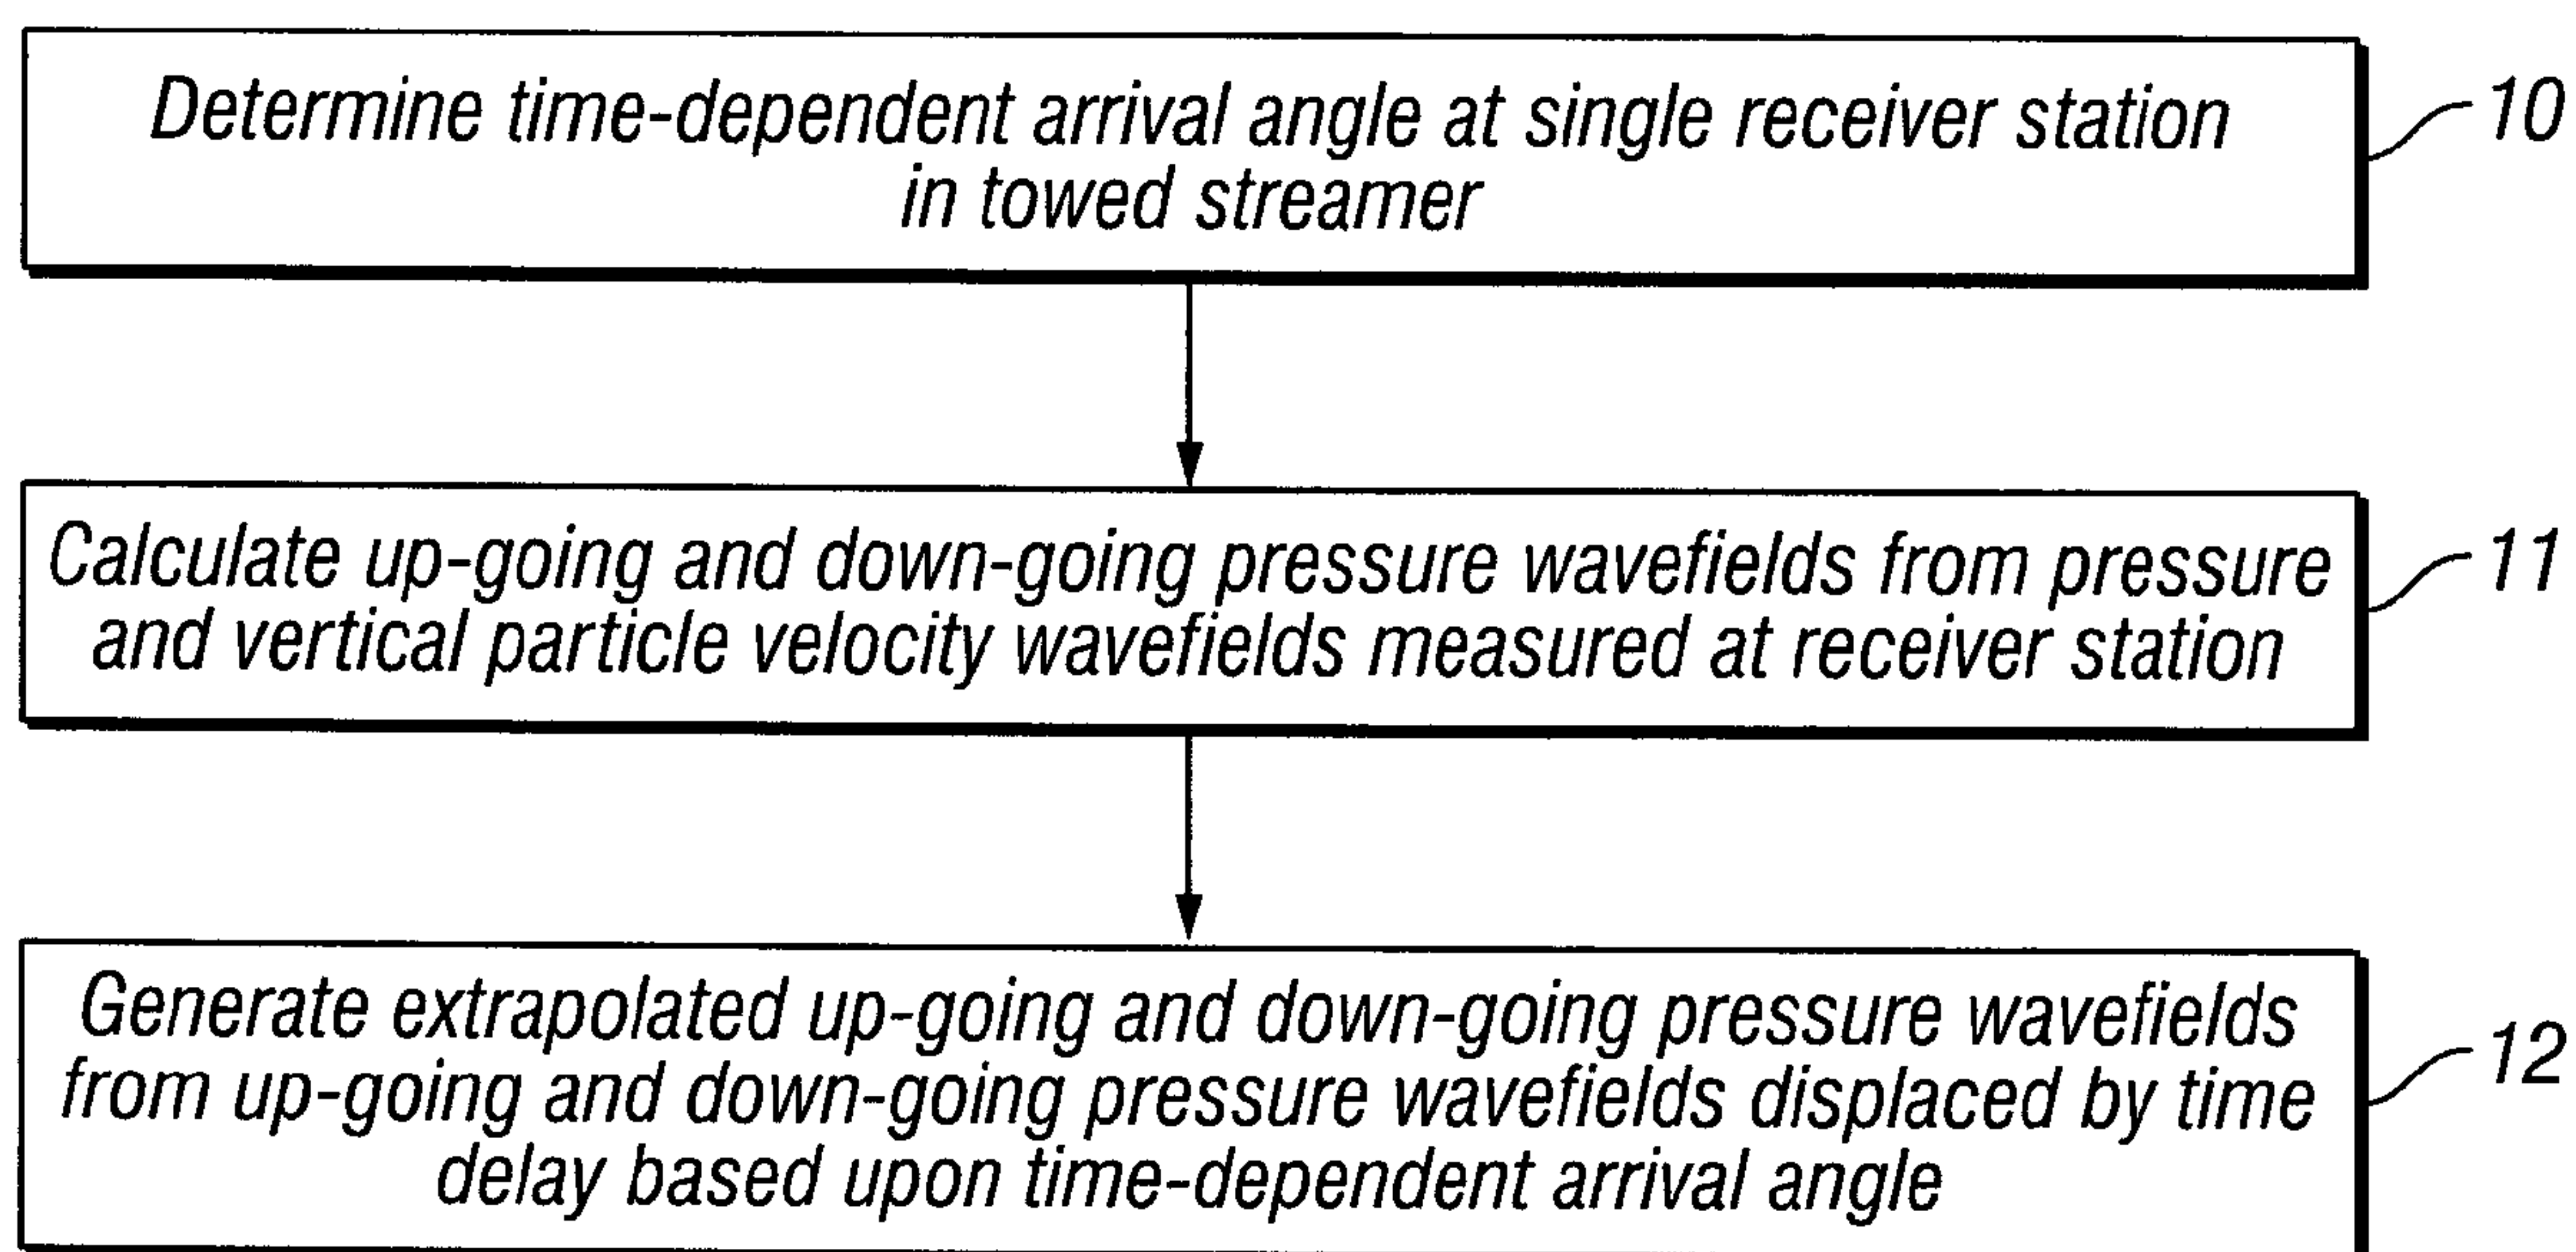 Determine time-dependent arrival angle at single receiver station
in towed streamer
10
Calculate up-going and down-going pressure wavefields from pressure
and vertical particle velocity wavefields measured at receiver station
11
Generate extrapolated up-going and down-going pressure wavefields
from up-going and down-going pressure wavefields displaced by time
delay based upon time-dependent arrival angle
12